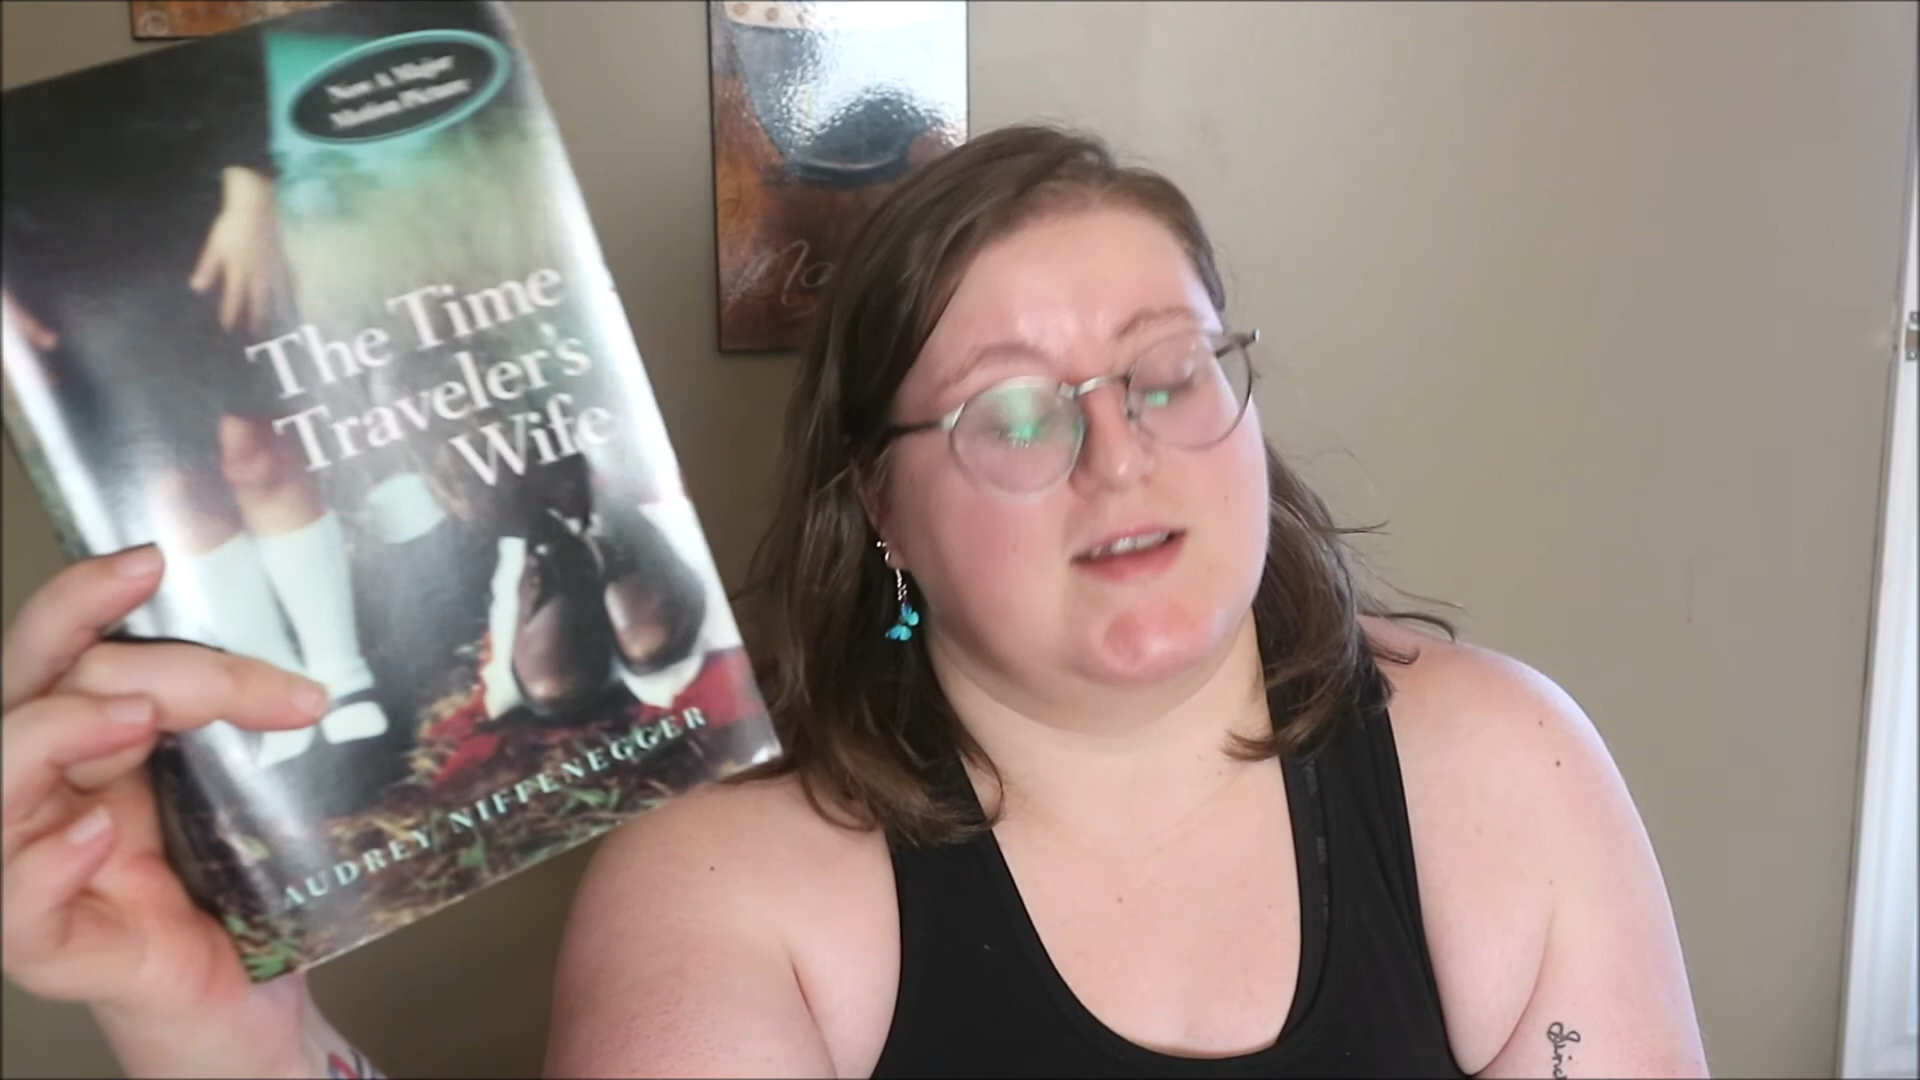 Now A Major
Motion Picture
The Time
Traveler's
Wife
AUDREY NIFFENEGGER